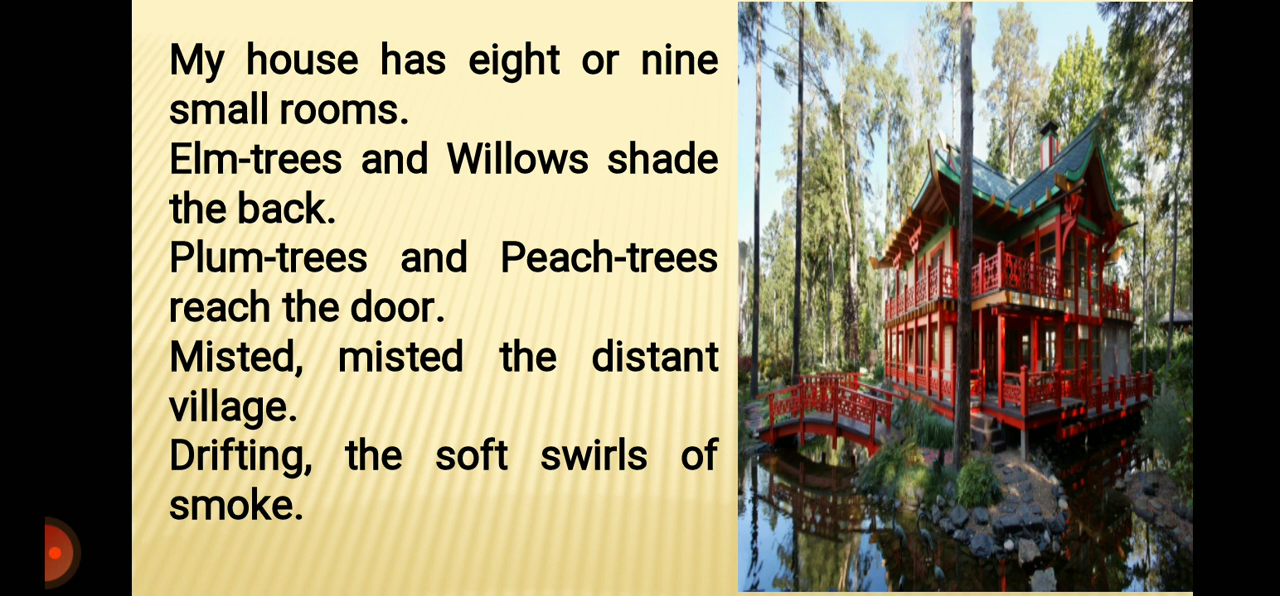 My house has eight or nine
small rooms.
Elm-trees and Willows shade
the back.
Plum-trees and Peach-trees
reach the door.
Misted, misted the distant
village.
Drifting, the soft swirls of
smoke.